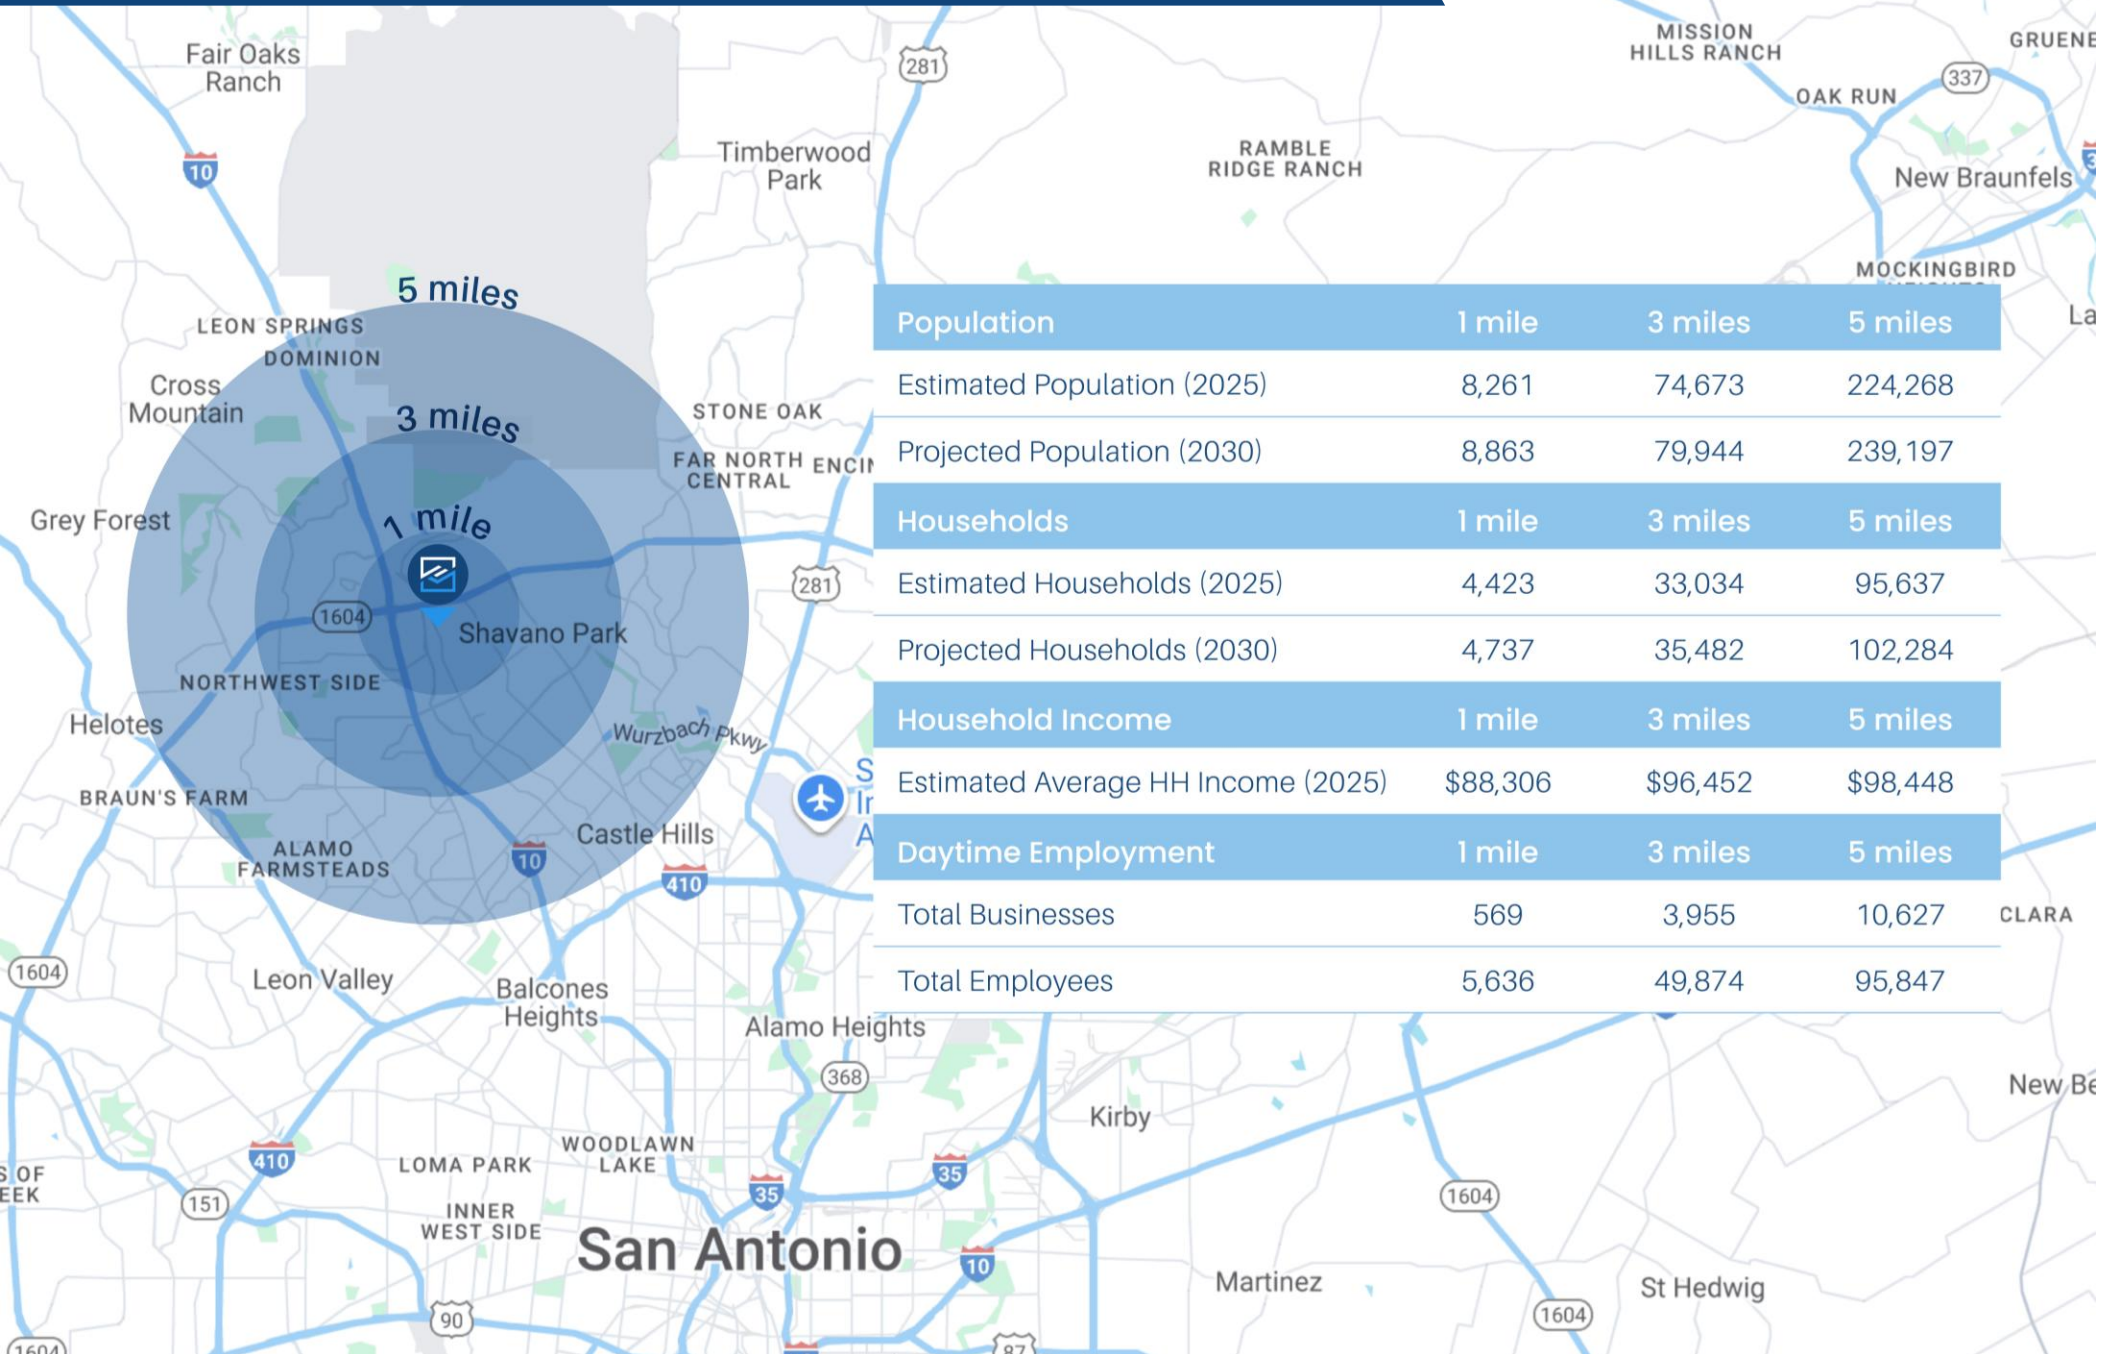 MISSION
HILLS RANCH
GRUENE
Fair Oaks
Ranch
281
337
OAK RUN
10
Timberwood
Park
RAMBLE
RIDGE RANCH
New Braunfels
MOCKINGBIRD
5 miles
LEON SPRINGS
DOMINION
Cross
Mountain
3 miles
STONE OAK
FAR NORTH
CENTRAL
ENCIN
Grey Forest
1 mile
281
1604
Shavano Park
NORTHWEST SIDE
Helotes
Wurzbach Pkwy
BRAUN'S FARM
Castle Hills
ALAMO
FARMSTEADS
10
410
Population 1 mile 3 miles 5 miles
Estimated Population (2025) 8,261 74,673 224,268
Projected Population (2030) 8,863 79,944 239,197
Households 1 mile 3 miles 5 miles
Estimated Households (2025) 4,423 33,034 95,637
Projected Households (2030) 4,737 35,482 102,284
Household Income 1 mile 3 miles 5 miles
Estimated Average HH Income (2025) $88,306 $96,452 $98,448
Daytime Employment 1 mile 3 miles 5 miles
Total Businesses 569 3,955 10,627
Total Employees 5,636 49,874 95,847
La
CLARA
1604
Leon Valley
Balcones
Heights
Alamo Heights
368
New Be
Kirby
410
LOMA PARK
WOODLAWN
LAKE
35
35
S OF
EEK
151
INNER
WEST SIDE
1604
San Antonio
10
Martinez
St Hedwig
90
1604
87
1604